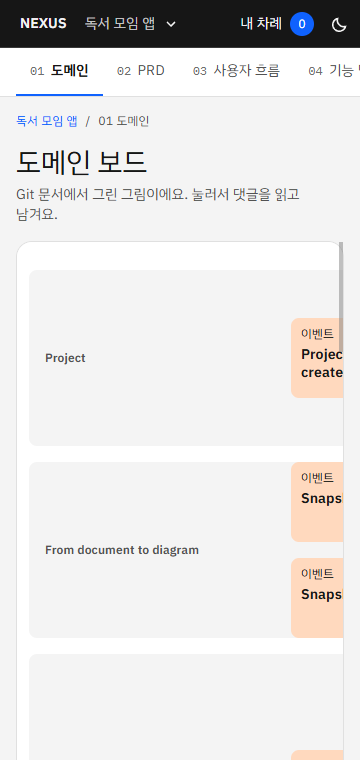 NEXUS 독서 모임 앱 내 차례 0
01 도메인 02 PRD 03 사용자 흐름 04 기능
독서 모임 앱 / 01 도메인
도메인 보드
Git 문서에서 그린 그림이에요. 눌러서 댓글을 읽고
남겨요.
이벤트
Projec
create
Project
이벤트
Snaps
From document to diagram
이벤트
Snaps